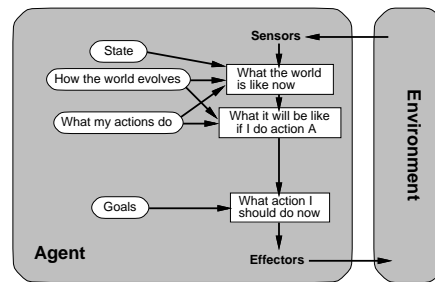 Sensors
State
How the world evolves
What my actions do
What the world
is like now
What it will be like
if I do action A
Goals
What action I
should do now
Agent
Effectors
Environment